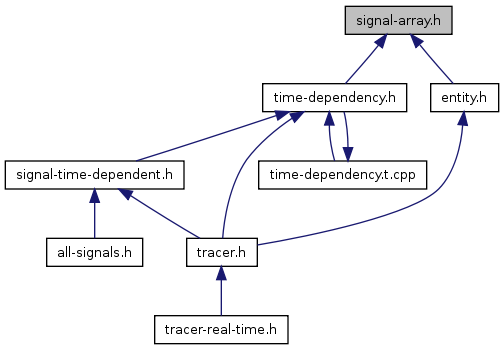 signal-array.h
time-dependency.h
entity.h
signal-time-dependent.h
time-dependency.t.cpp
all-signals.h
tracer.h
tracer-real-time.h